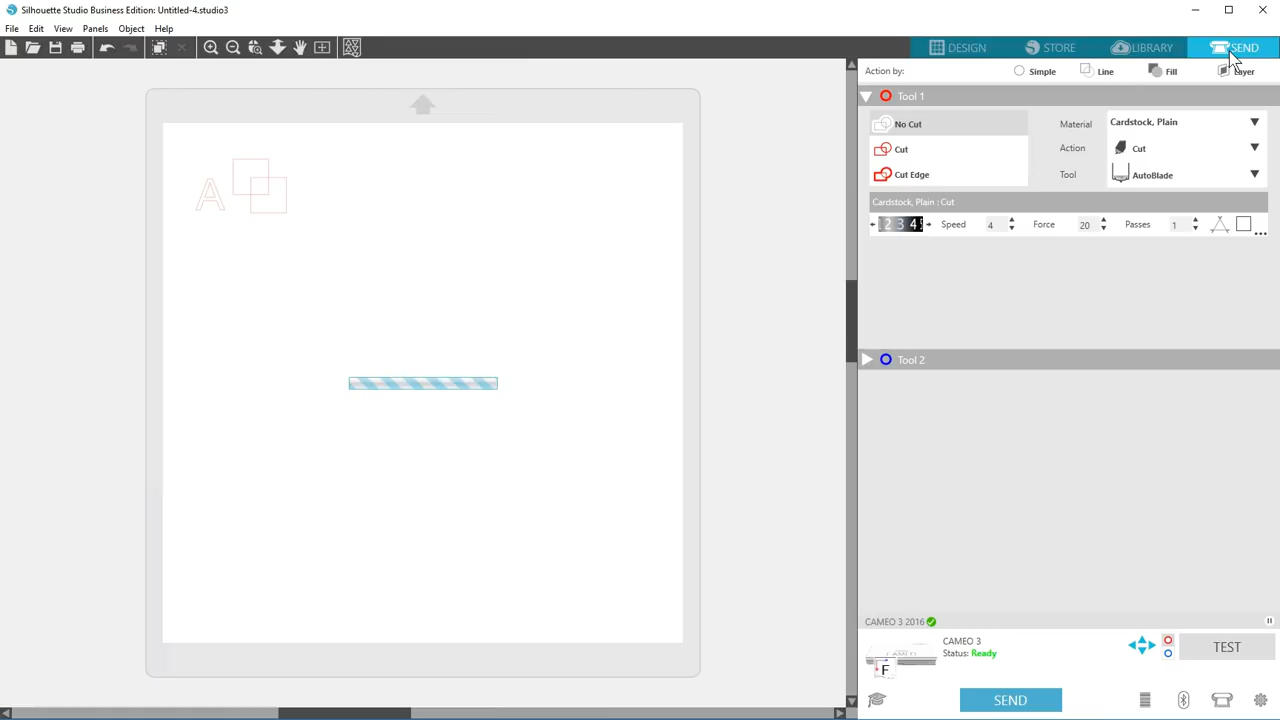 Silhouette Studio Business Edition: Untitled-4.studio3
File Edit View Panels Object Help
DESIGN STORE LIBRARY SEND
Action by: Simple Line Fill Layer
Tool 1
No Cut Material Cardstock, Plain
Cut Action Cut
Cut Edge Tool AutoBlade
Cardstock, Plain : Cut
2 3 4 Speed 4 Force 20 Passes 1
A
Tool 2
CAMEO 3 2016
CAMEO 3
Status: Ready
F
TEST
SEND